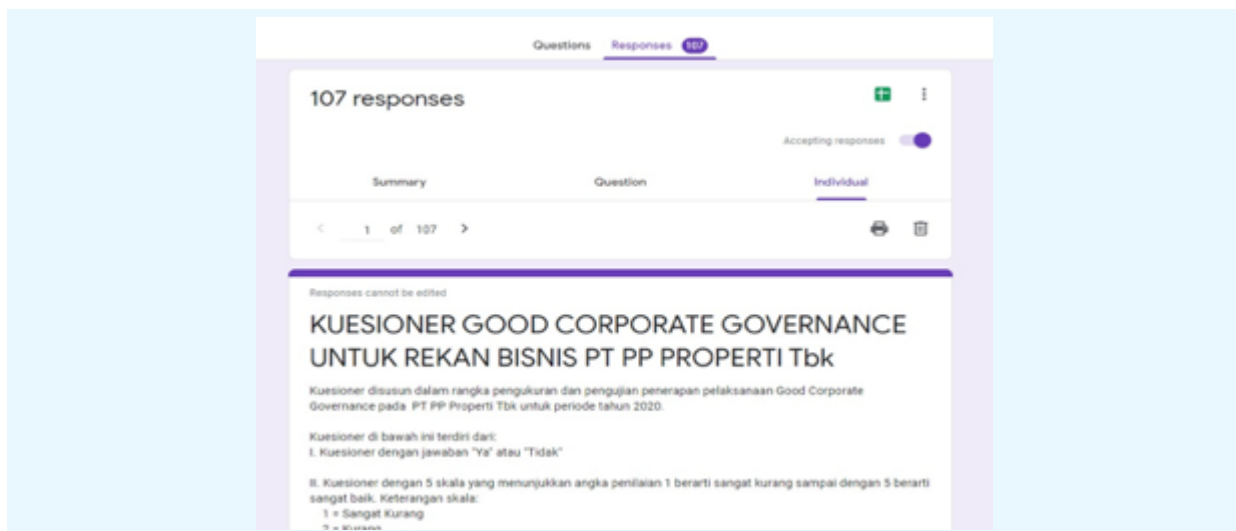 Questions Responses 107
107 responses
Accepting responses
Summary Question Individual
1 of 107
Responses cannot be edited
KUESIONER GOOD CORPORATE GOVERNANCE
UNTUK REKAN BISNIS PT PP PROPERTI Tbk
Kuesioner disusun dalam rangka pengukuran dan pengujian penerapan pelaksanaan Good Corporate
Governance pada PT PP Properti Tbk untuk periode tahun 2020.
Kuesioner di bawah ini terdiri dari:
I. Kuesioner dengan jawaban "Ya" atau "Tidak"
II. Kuesioner dengan 5 skala yang menunjukkan angka penilaian 1 berarti sangat kurang sampai dengan 5 berarti
sangat baik. Keterangan skala:
1 = Sangat Kurang
2 = Kurang